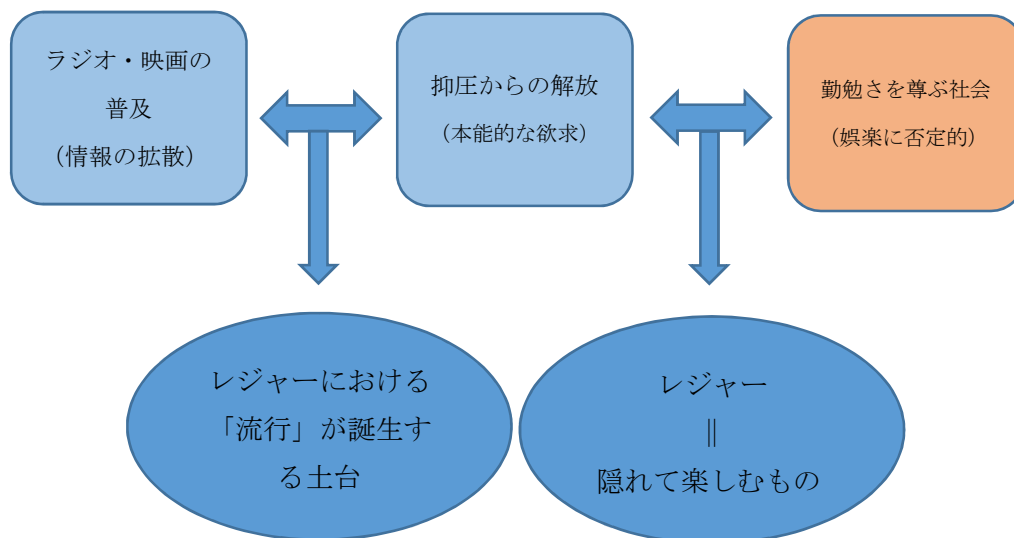 ラジオ・映画の
普及
（情報の拡散）
抑圧からの解放
（本能的な欲求）
勤勉さを尊ぶ社会
（娯楽に否定的）
レジャーにおける
「流行」が誕生す
る土台
レジャー
||
隠れて楽しむもの